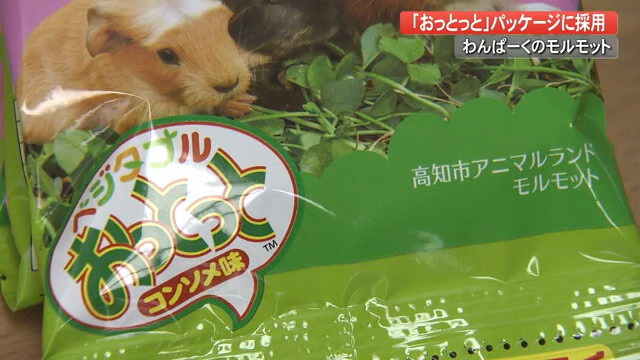 「おっとっと」パッケージに採用
わんぱーくのモルモット
高知市アニマルランド
モルモット
ベジタブル
おっとっと
TM
コンソメ味